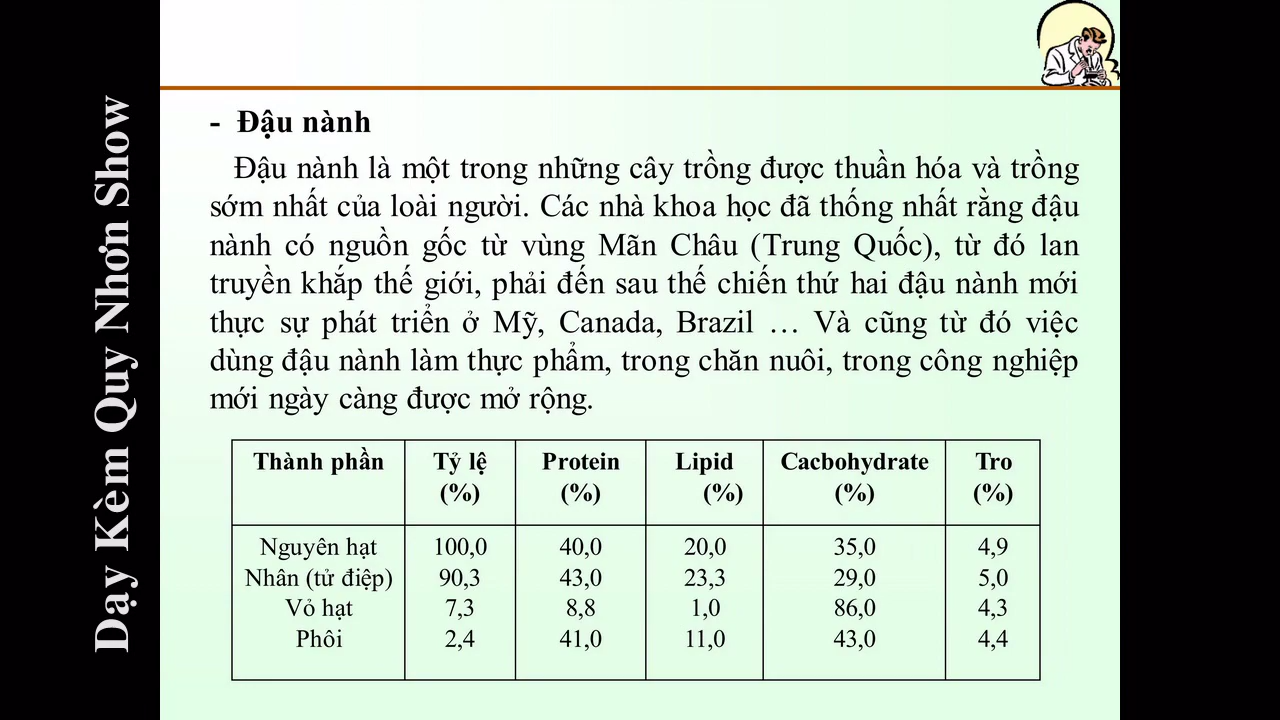 Dạy Kèm Quy Nhơn Show
- Đậu nành
Đậu nành là một trong những cây trồng được thuần hóa và trồng
sớm nhất của loài người. Các nhà khoa học đã thống nhất rằng đậu
nành có nguồn gốc từ vùng Mãn Châu (Trung Quốc), từ đó lan
truyền khắp thế giới, phải đến sau thế chiến thứ hai đậu nành mới
thực sự phát triển ở Mỹ, Canada, Brazil … Và cũng từ đó việc
dùng đậu nành làm thực phẩm, trong chăn nuôi, trong công nghiệp
mới ngày càng được mở rộng.
Thành phần Tỷ lệ Protein Lipid Cacbohydrate Tro
(%) (%) (%) (%) (%)
Nguyên hạt 100,0 40,0 20,0 35,0 4,9
Nhân (tử điệp) 90,3 43,0 23,3 29,0 5,0
Vỏ hạt 7,3 8,8 1,0 86,0 4,3
Phôi 2,4 41,0 11,0 43,0 4,4